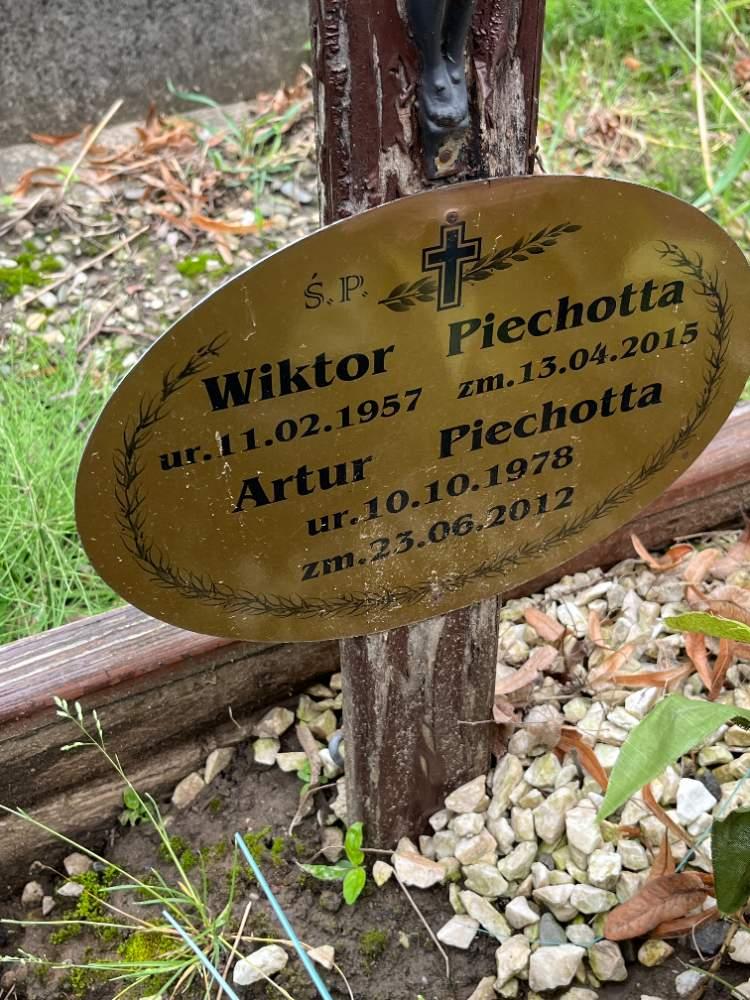 Ś.P.
Wiktor Piechotta
ur.11.02.1957 zm.13.04.2015
Artur Piechotta
ur.10.10.1978
zm.23.06.2012